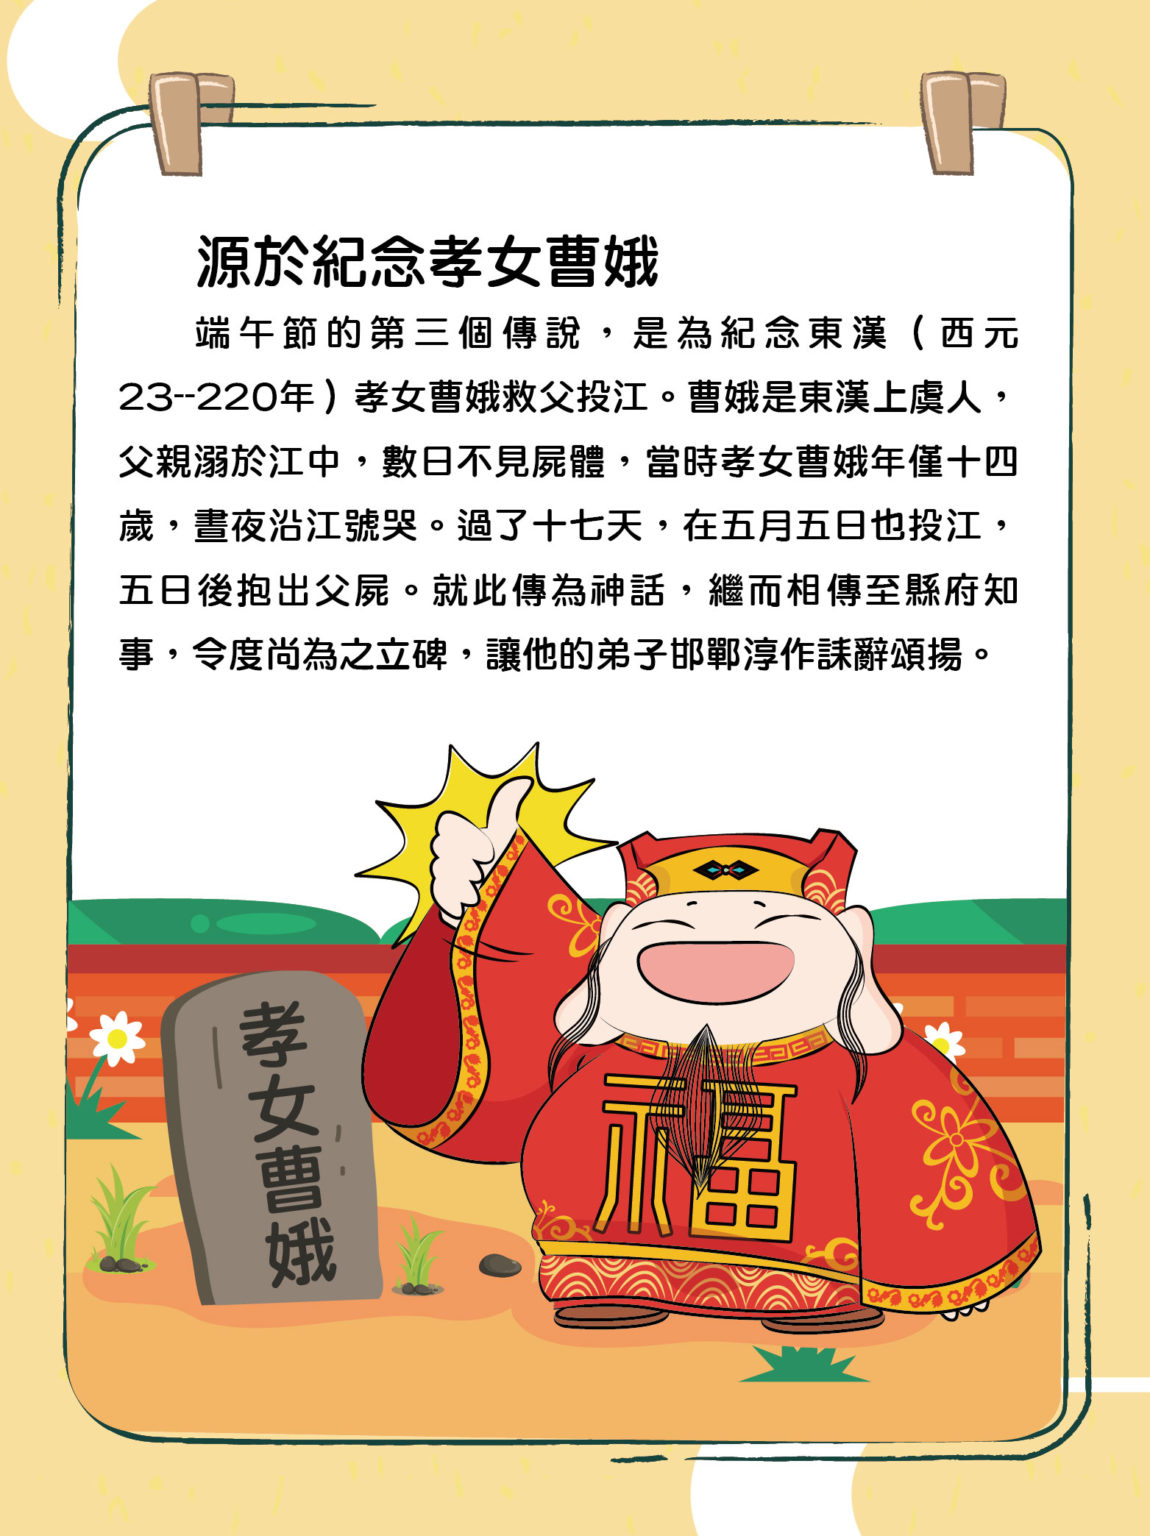 源於紀念孝女曹娥
端午節的第三個傳說，是為紀念東漢（西元
23--220年）孝女曹娥救父投江。曹娥是東漢上虞人，
父親溺於江中，數日不見屍體，當時孝女曹娥年僅十四
歲，晝夜沿江號哭。過了十七天，在五月五日也投江，
五日後抱出父屍。就此傳為神話，繼而相傳至縣府知
事，令度尚為之立碑，讓他的弟子邯鄲淳作誄辭頌揚。
孝女曹娥
福